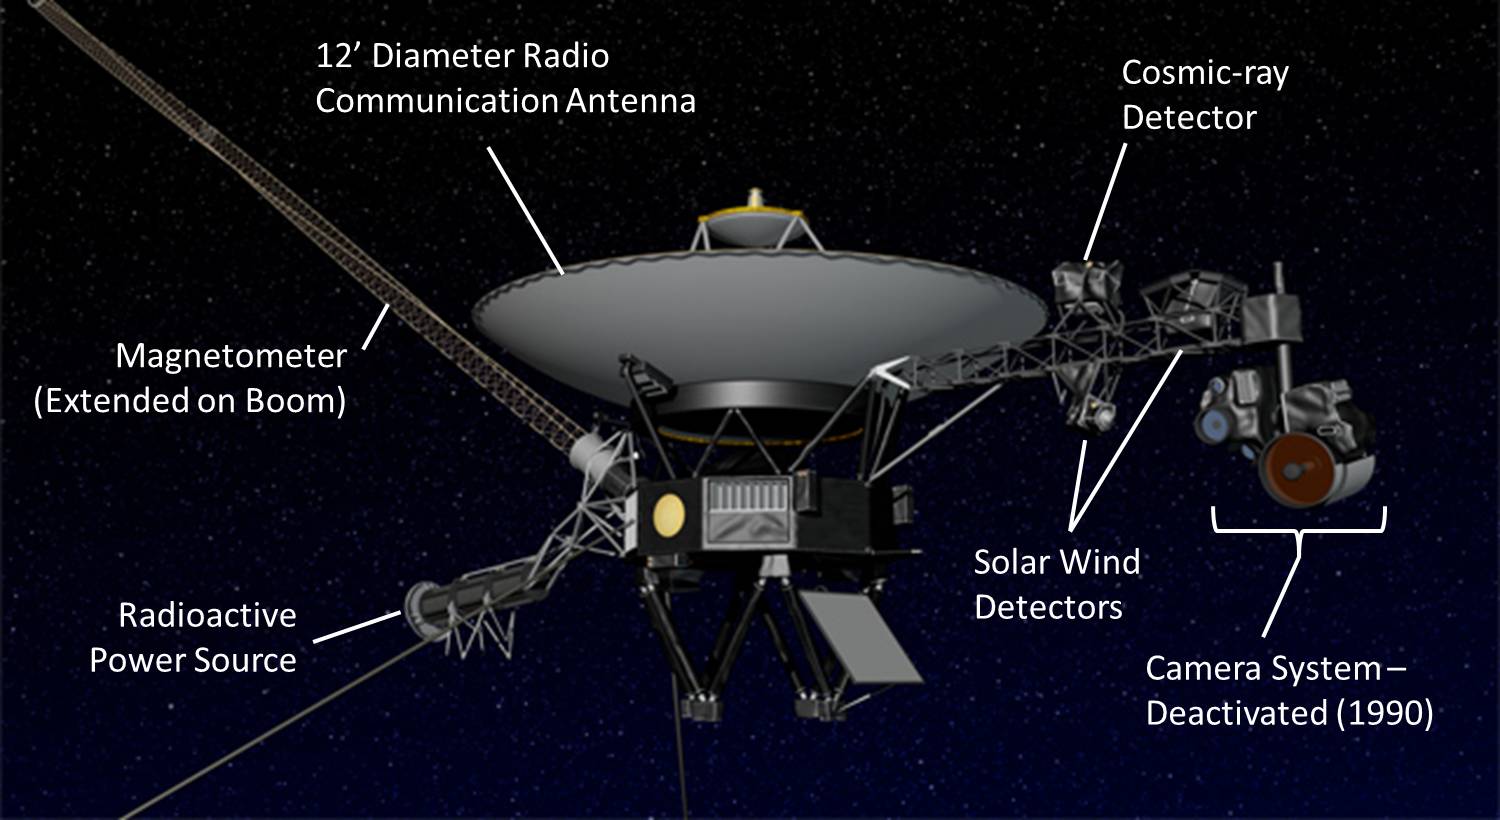 12’ Diameter Radio
Communication Antenna
Cosmic-ray
Detector
Magnetometer
(Extended on Boom)
Solar Wind
Detectors
Radioactive
Power Source
Camera System –
Deactivated (1990)